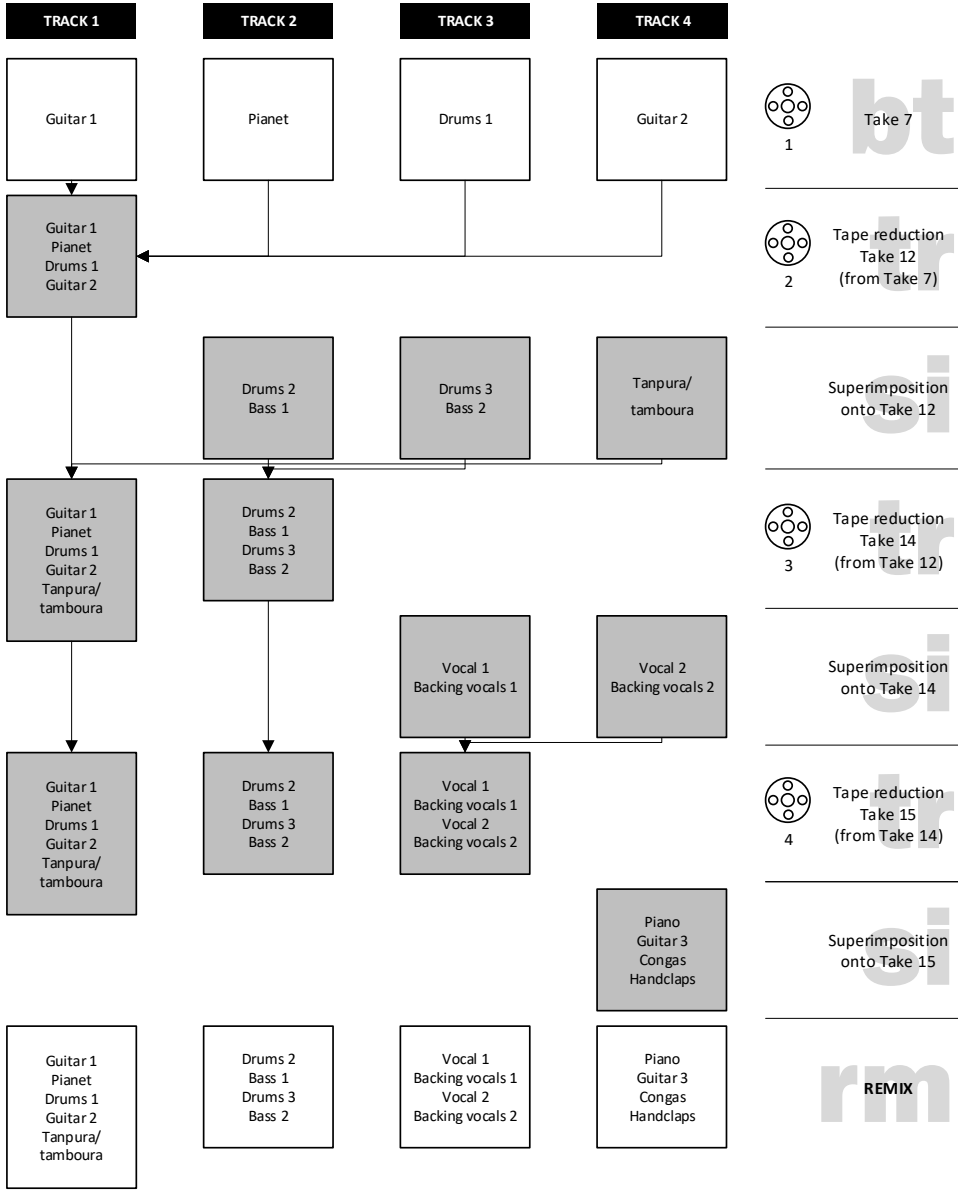 TRACK 1
TRACK 2
TRACK 3
TRACK 4
Guitar 1
Pianet
Drums 1
Guitar 2
1
bt
Take 7
Guitar 1
Pianet
Drums 1
Guitar 2
2
tr
Tape reduction
Take 12
(from Take 7)
Drums 2
Bass 1
Drums 3
Bass 2
Tanpura/
tamboura
si
Superimposition
onto Take 12
Guitar 1
Pianet
Drums 1
Guitar 2
Tanpura/
tamboura
Drums 2
Bass 1
Drums 3
Bass 2
3
tr
Tape reduction
Take 14
(from Take 12)
Vocal 1
Backing vocals 1
Vocal 2
Backing vocals 2
si
Superimposition
onto Take 14
Guitar 1
Pianet
Drums 1
Guitar 2
Tanpura/
tamboura
Drums 2
Bass 1
Drums 3
Bass 2
Vocal 1
Backing vocals 1
Vocal 2
Backing vocals 2
4
tr
Tape reduction
Take 15
(from Take 14)
Piano
Guitar 3
Congas
Handclaps
si
Superimposition
onto Take 15
Guitar 1
Pianet
Drums 1
Guitar 2
Tanpura/
tamboura
Drums 2
Bass 1
Drums 3
Bass 2
Vocal 1
Backing vocals 1
Vocal 2
Backing vocals 2
Piano
Guitar 3
Congas
Handclaps
rm
REMIX